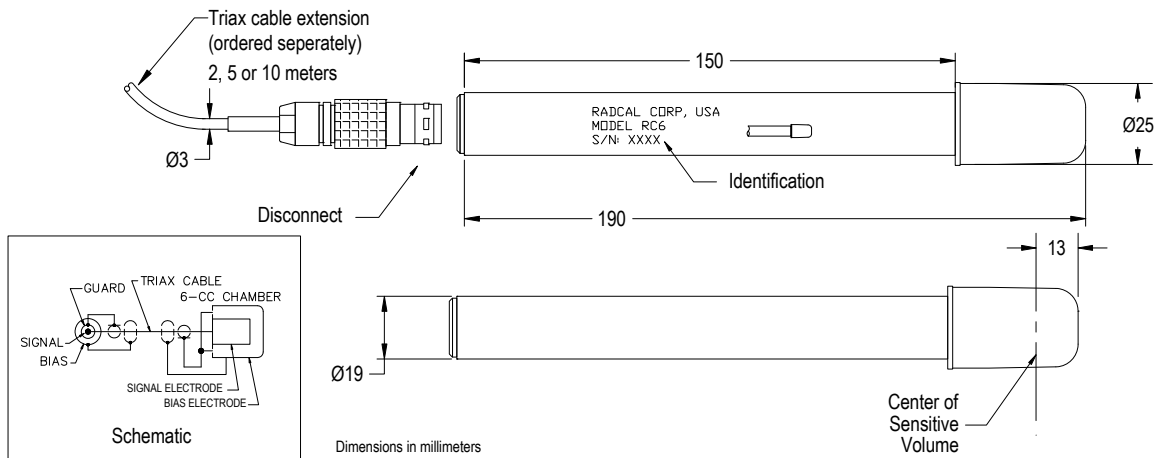 Triax cable extension
(ordered seperately)
2, 5 or 10 meters
Ø3
Disconnect
150
RADCAL CORP, USA
MODEL RC6
S/N: XXXX
Identification
Ø25
190
13
Ø19
Center of
Sensitive
Volume
GUARD
TRIAX CABLE
6-CC CHAMBER
SIGNAL
BIAS
SIGNAL ELECTRODE
BIAS ELECTRODE
Schematic
Dimensions in millimeters